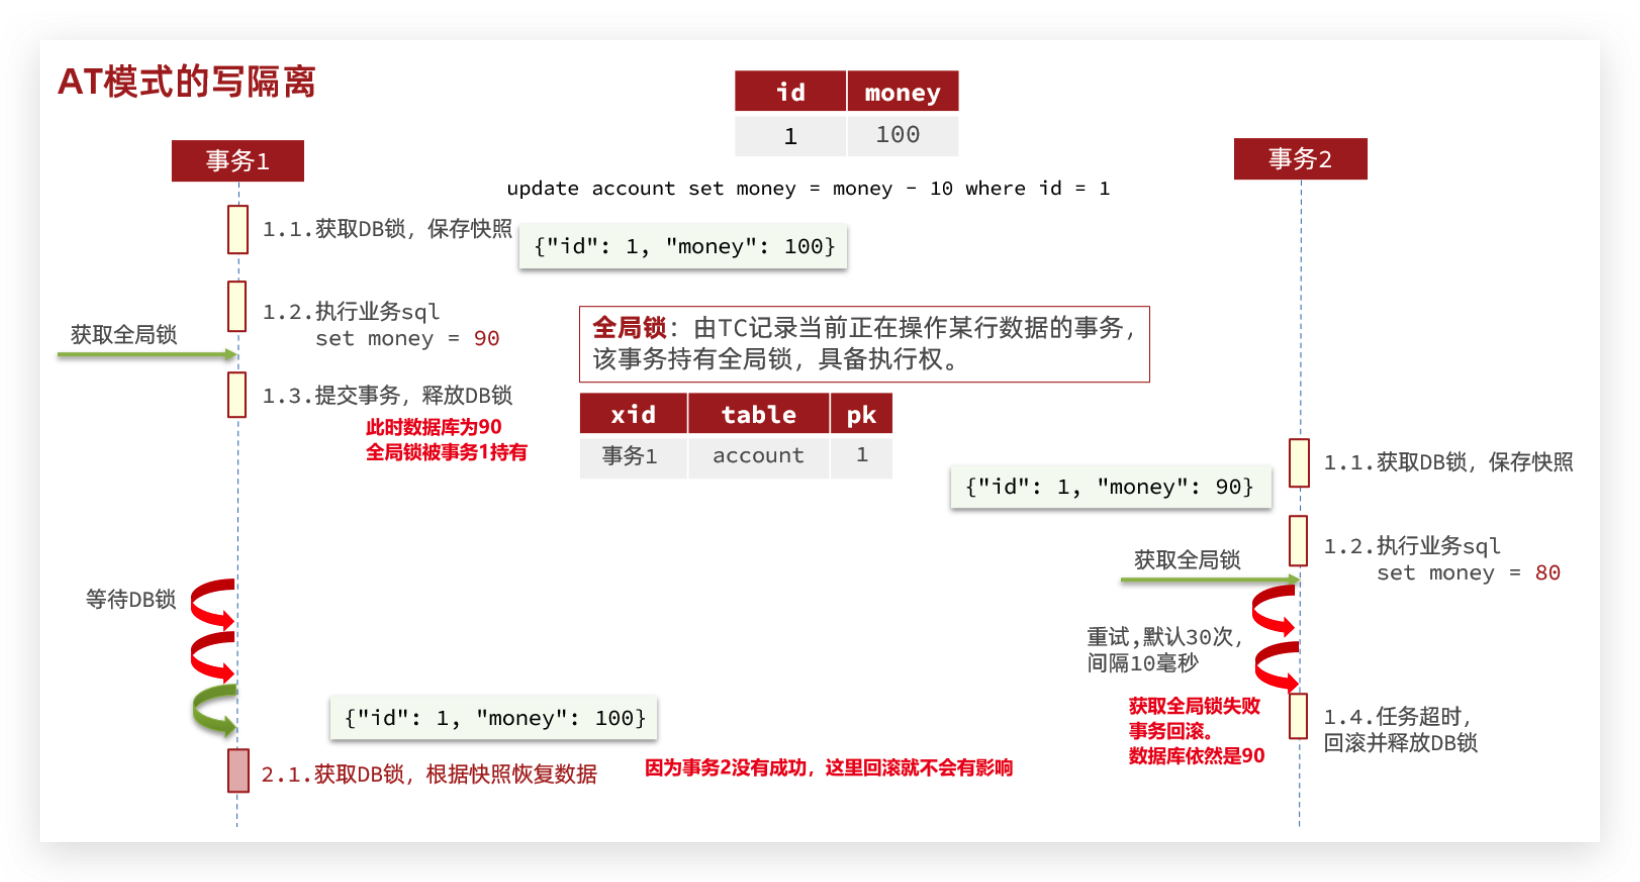 AT模式的写隔离
id money
1 100
事务1
事务2
update account set money = money - 10 where id = 1
1.1.获取DB锁，保存快照
{"id": 1, "money": 100}
1.2.执行业务sql
set money = 90
获取全局锁
全局锁：由TC记录当前正在操作某行数据的事务，
该事务持有全局锁，具备执行权。
1.3.提交事务，释放DB锁
此时数据库为90
全局锁被事务1持有
xid table pk
事务1 account 1
1.1.获取DB锁，保存快照
{"id": 1, "money": 90}
1.2.执行业务sql
set money = 80
获取全局锁
等待DB锁
重试,默认30次，
间隔10毫秒
获取全局锁失败
事务回滚。
数据库依然是90
1.4.任务超时，
回滚并释放DB锁
{"id": 1, "money": 100}
2.1.获取DB锁，根据快照恢复数据
因为事务2没有成功，这里回滚就不会有影响